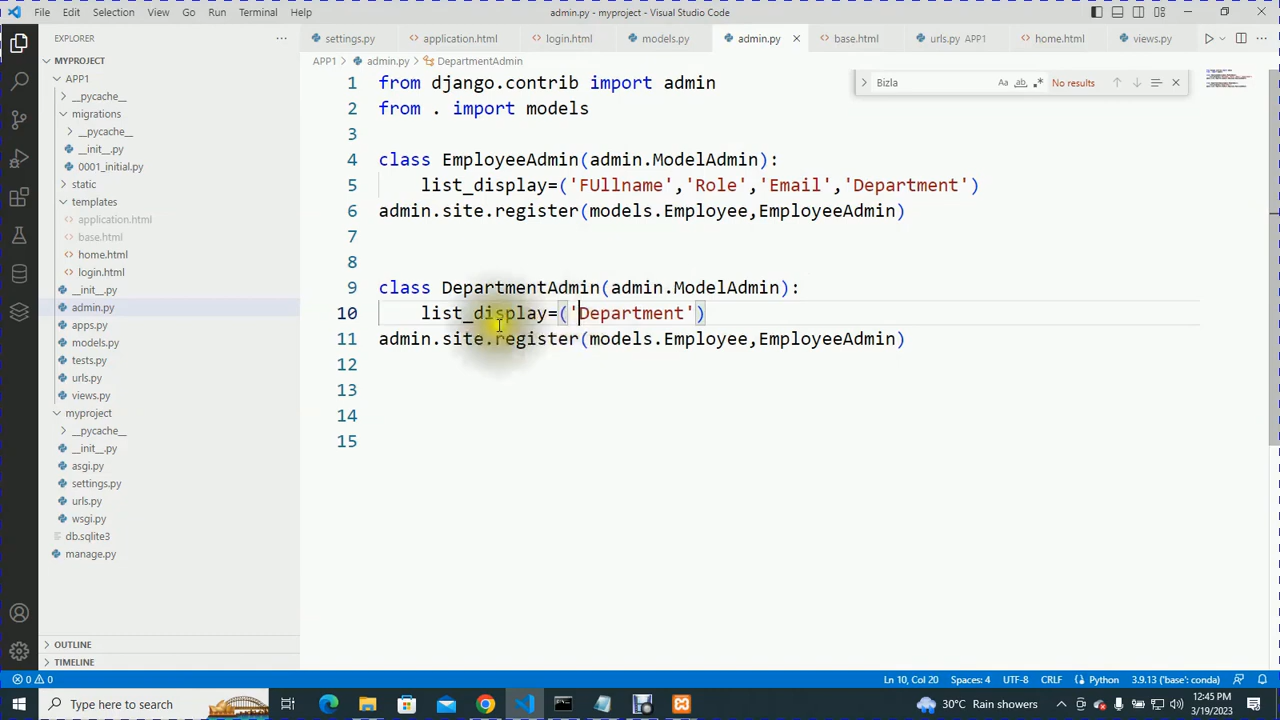 File Edit Selection View Go Run Terminal Help
admin.py - myproject - Visual Studio Code
EXPLORER
MYPROJECT
APP1
__pycache__
migrations
__pycache__
__init__.py
0001_initial.py
static
templates
application.html
base.html
home.html
login.html
__init__.py
admin.py
apps.py
models.py
tests.py
urls.py
views.py
myproject
__pycache__
__init__.py
asgi.py
settings.py
urls.py
wsgi.py
db.sqlite3
manage.py
OUTLINE
TIMELINE
settings.py application.html login.html models.py admin.py base.html urls.py APP1 home.html views.py
APP1 > admin.py > DepartmentAdmin
Bizla Aa ab No results
1 from django.contrib import admin
2 from . import models
3
4 class EmployeeAdmin(admin.ModelAdmin):
5 list_display=('FUllname','Role','Email','Department')
6 admin.site.register(models.Employee,EmployeeAdmin)
7
8
9 class DepartmentAdmin(admin.ModelAdmin):
10 list_display=('Department')
11 admin.site.register(models.Employee,EmployeeAdmin)
12
13
14
15
0 0 Ln 10, Col 20 Spaces: 4 UTF-8 CRLF Python 3.9.13 ('base': conda)
Type here to search
30°C Rain showers
12:45 PM
3/19/2023